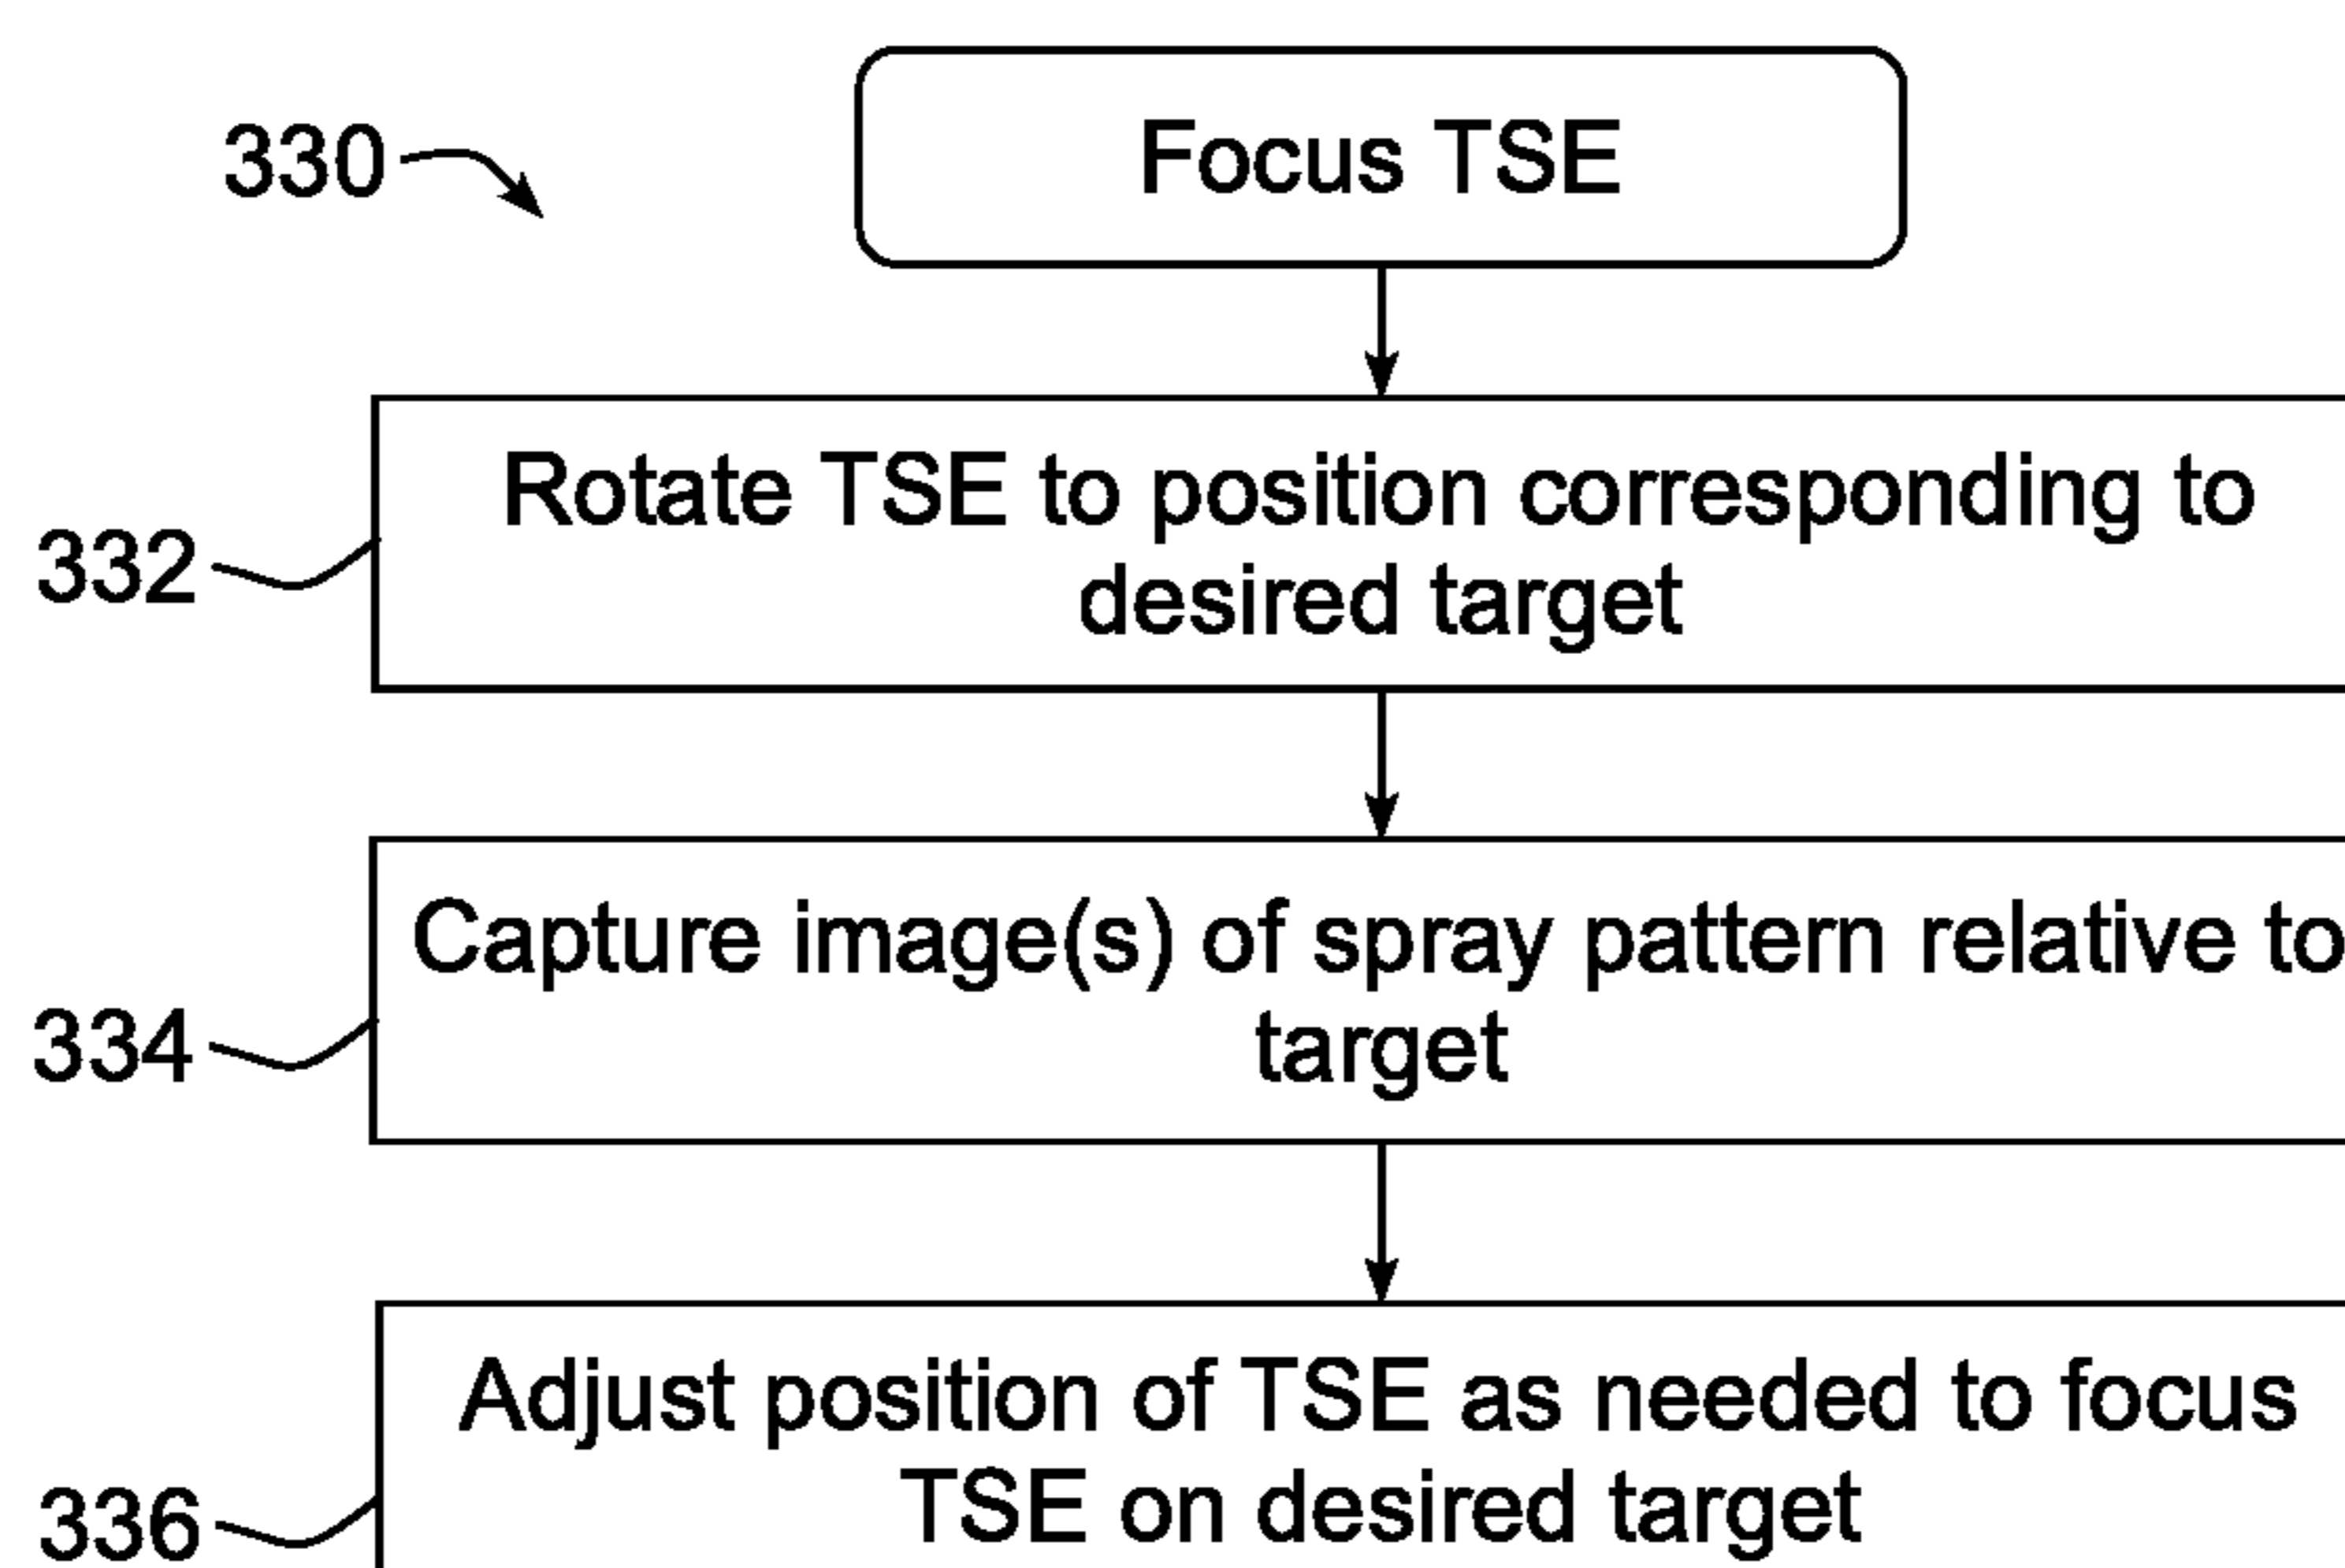 330
Focus TSE
Rotate TSE to position corresponding to
desired target
332
Capture image(s) of spray pattern relative to
target
334
Adjust position of TSE as needed to focus
TSE on desired target
336